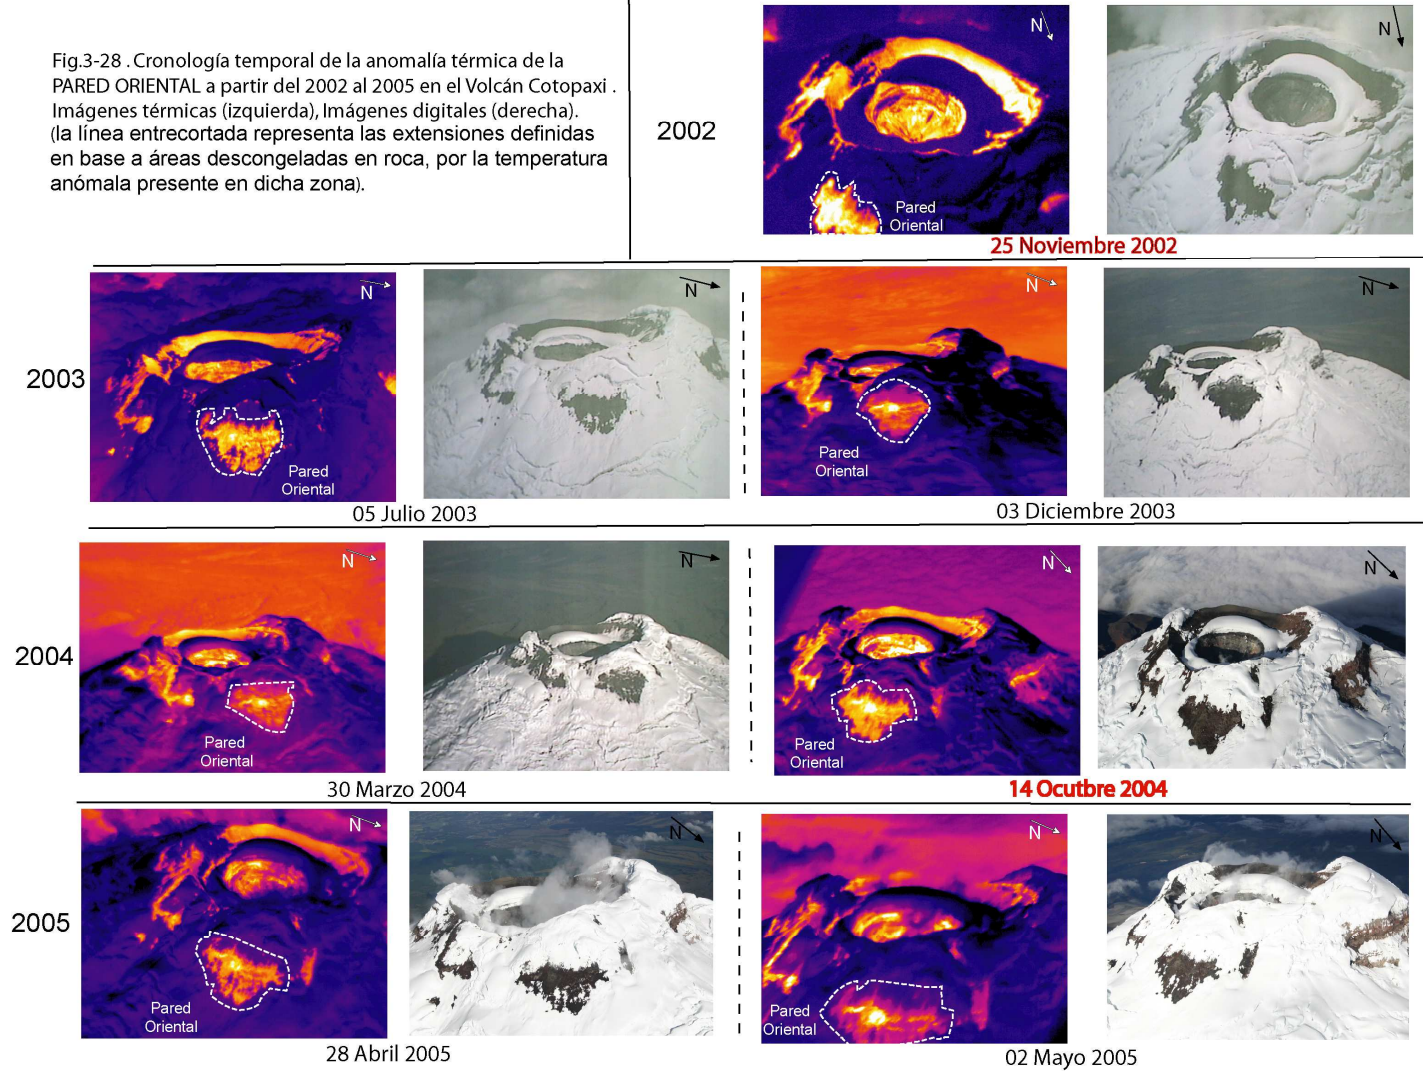 Fig.3-28 . Cronología temporal de la anomalía térmica de la
PARED ORIENTAL a partir del 2002 al 2005 en el Volcán Cotopaxi .
Imágenes térmicas (izquierda), Imágenes digitales (derecha).
(la línea entrecortada representa las extensiones definidas
en base a áreas descongeladas en roca, por la temperatura
anómala presente en dicha zona).
2002
N
Pared
Oriental
N
25 Noviembre 2002
2003
N
Pared
Oriental
N
05 Julio 2003
N
Pared
Oriental
N
03 Diciembre 2003
2004
N
Pared
Oriental
N
30 Marzo 2004
N
Pared
Oriental
N
14 Ocutbre 2004
2005
N
Pared
Oriental
N
28 Abril 2005
N
Pared
Oriental
N
02 Mayo 2005